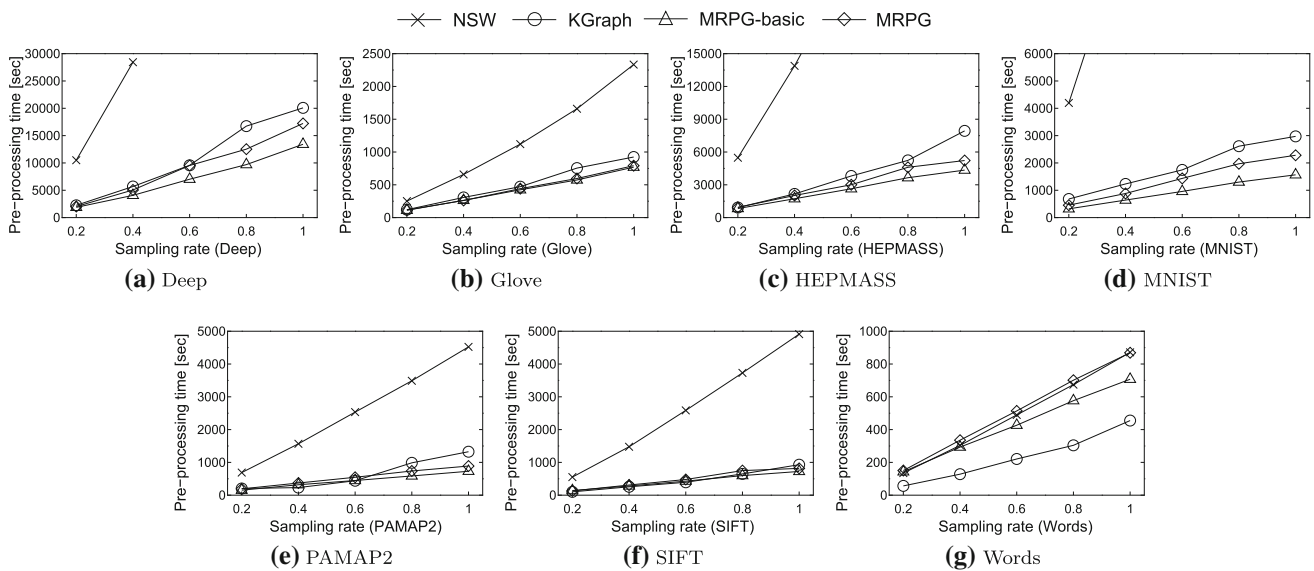 NSW KGraph MRPG-basic MRPG
Pre-processing time [sec]
30000
25000
20000
15000
10000
5000
0
0.2 0.4 0.6 0.8 1
Sampling rate (Deep)
(a) Deep
Pre-processing time [sec]
2500
2000
1500
1000
500
0
0.2 0.4 0.6 0.8 1
Sampling rate (Glove)
(b) Glove
Pre-processing time [sec]
15000
12000
9000
6000
3000
0
0.2 0.4 0.6 0.8 1
Sampling rate (HEPMASS)
(c) HEPMASS
Pre-processing time [sec]
6000
5000
4000
3000
2000
1000
0
0.2 0.4 0.6 0.8 1
Sampling rate (MNIST)
(d) MNIST
Pre-processing time [sec]
5000
4000
3000
2000
1000
0
0.2 0.4 0.6 0.8 1
Sampling rate (PAMAP2)
(e) PAMAP2
Pre-processing time [sec]
5000
4000
3000
2000
1000
0
0.2 0.4 0.6 0.8 1
Sampling rate (SIFT)
(f) SIFT
Pre-processing time [sec]
1000
800
600
400
200
0
0.2 0.4 0.6 0.8 1
Sampling rate (Words)
(g) Words